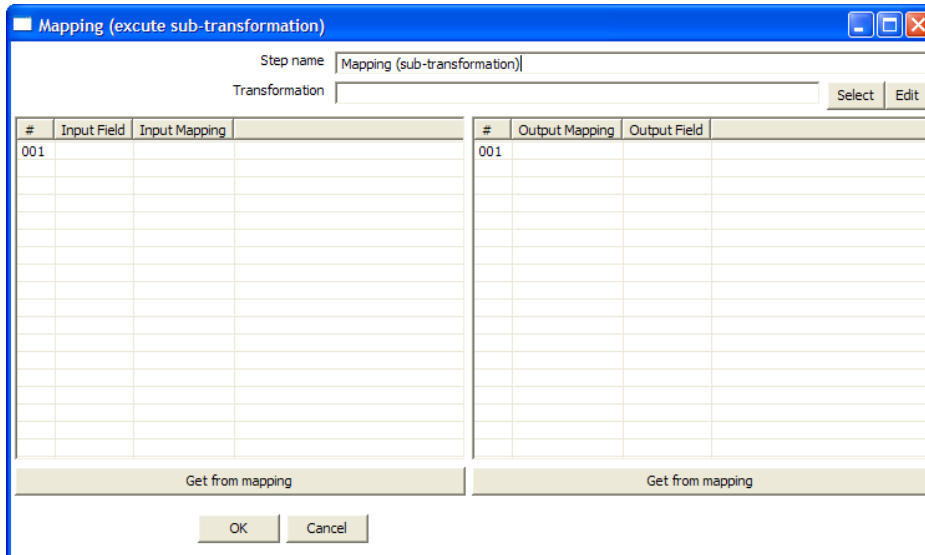 Mapping (excute sub-transformation)
Step name Mapping (sub-transformation)
Transformation Select Edit
# Input Field Input Mapping # Output Mapping Output Field
001 001
Get from mapping Get from mapping
OK Cancel